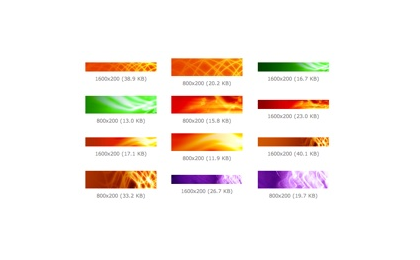 1600x200 (38.9 KB)
800x200 (20.2 KB)
1600x200 (16.7 KB)
800x200 (13.0 KB)
800x200 (15.8 KB)
1600x200 (23.0 KB)
1600x200 (17.1 KB)
800x200 (11.9 KB)
1600x200 (40.1 KB)
800x200 (33.2 KB)
1600x200 (26.7 KB)
800x200 (19.7 KB)